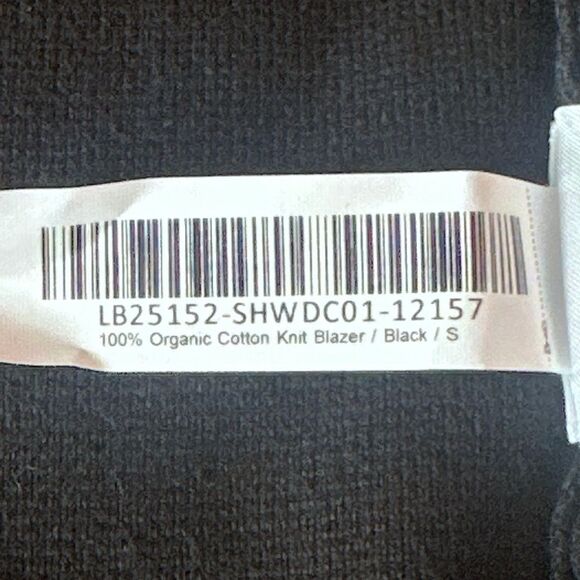 LB25152-SHWDC01-12157
100% Organic Cotton Knit Blazer / Black / S